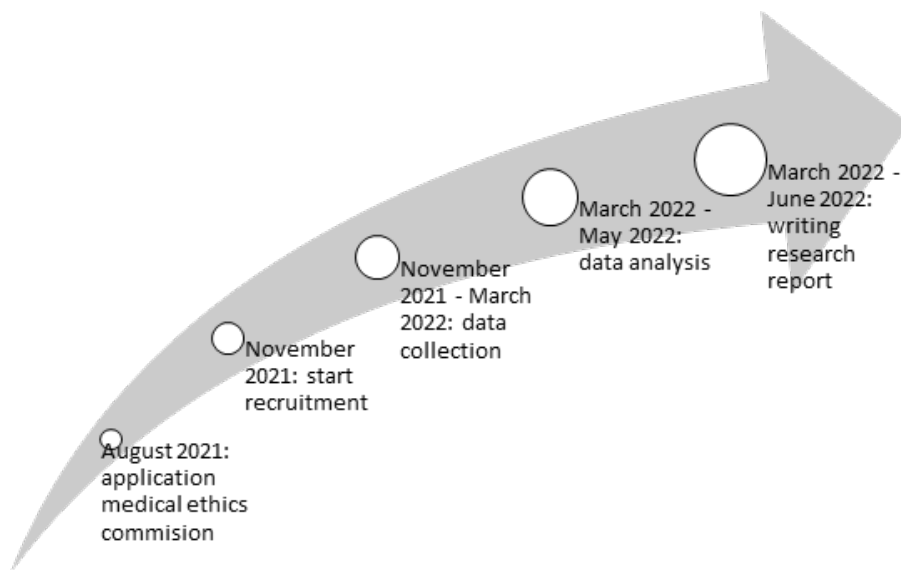 August 2021:
application
medical ethics
commision
November
2021: start
recruitment
November
2021 - March
2022: data
collection
March 2022 -
May 2022:
data analysis
March 2022 -
June 2022:
writing
research
report